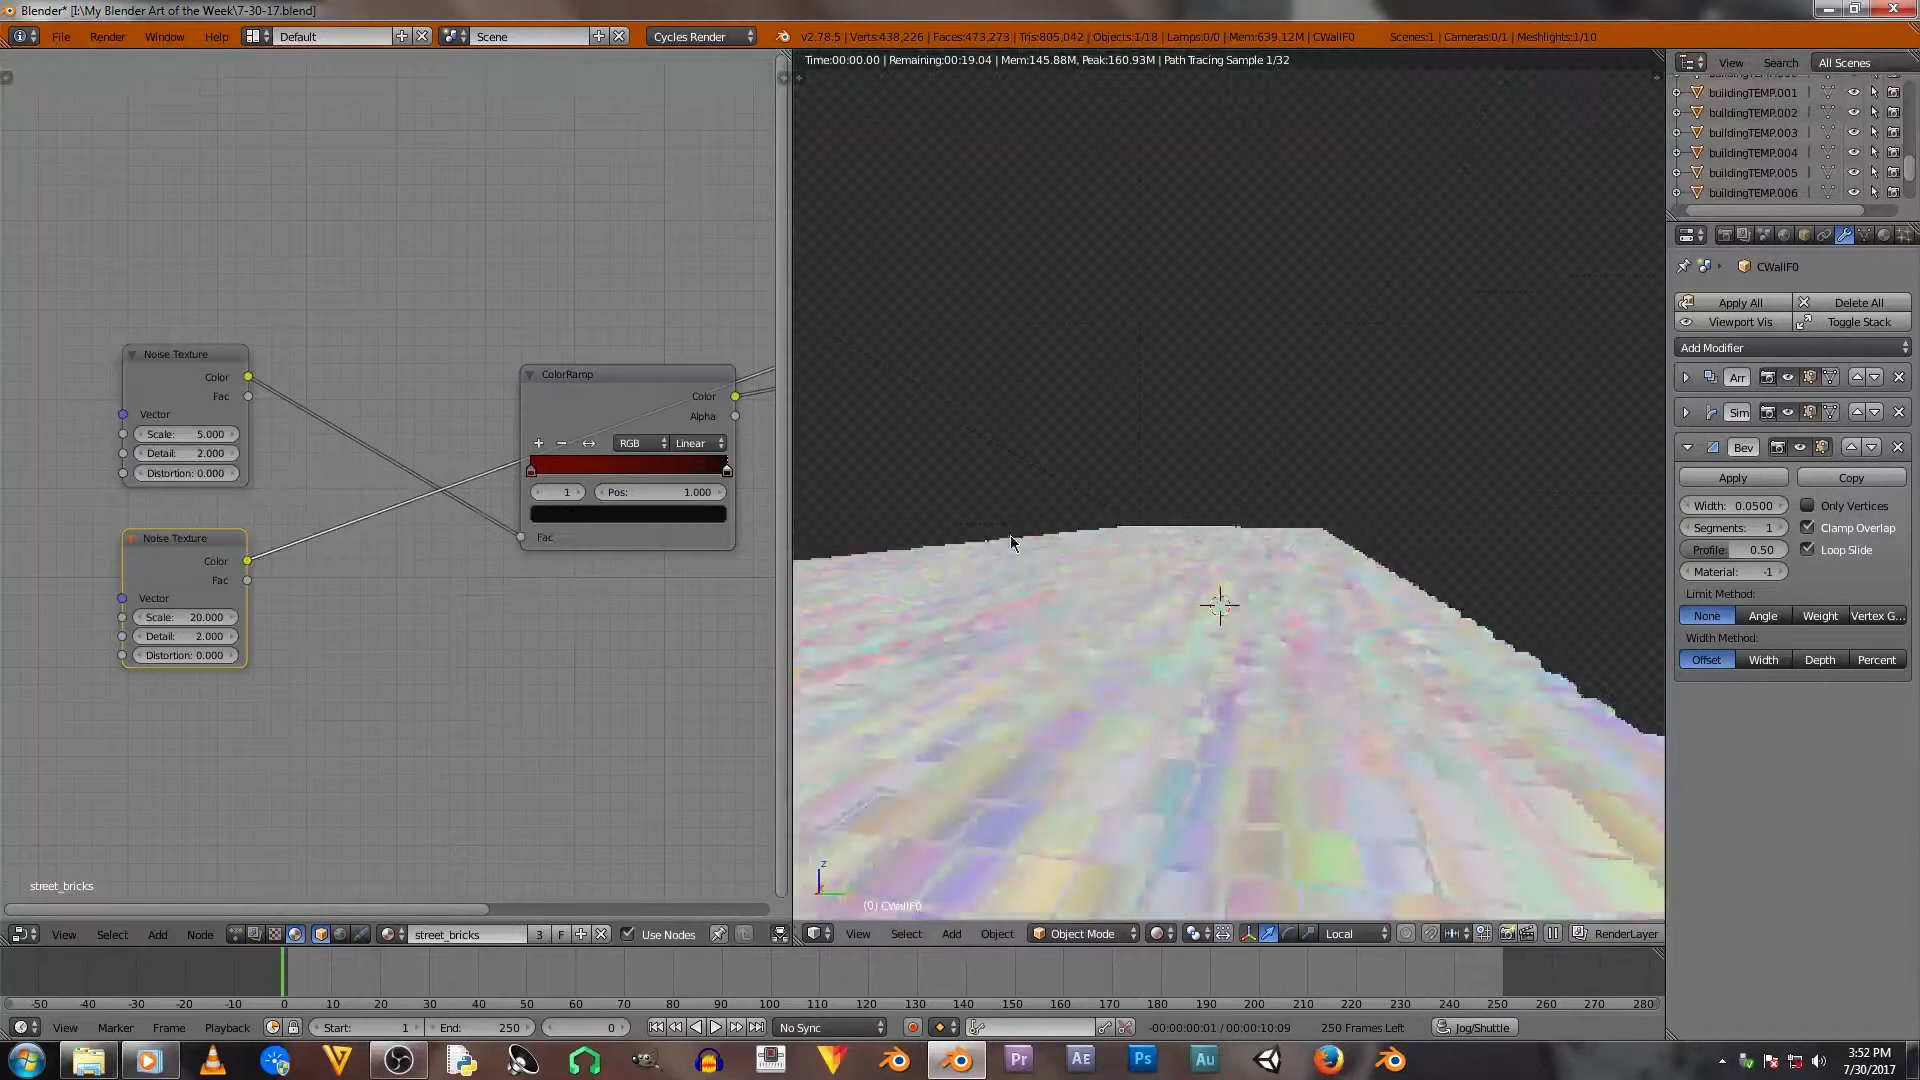 Blender* [I:\My Blender Art of the Week\7-30-17.blend]
File Render Window Help Default Scene Cycles Render v2.78.5 | Verts:438,226 | Faces:473,273 | Tris:805,042 | Objects:1/18 | Lamps:0/0 | Mem:639.12M | CWallF0 Scenes:1 | Cameras:0/1 | Meshlights:1/10
Time:00:00.00 | Remaining:00:19.04 | Mem:145.88M, Peak:160.93M | Path Tracing Sample 1/32
View Search All Scenes
buildingTEMP.001
buildingTEMP.002
buildingTEMP.003
buildingTEMP.004
buildingTEMP.005
buildingTEMP.006
CWallF0
Apply All Delete All
Viewport Vis Toggle Stack
Add Modifier
Arr
Sim
Bev
Apply Copy
Width: 0.0500 Only Vertices
Segments: 1 Clamp Overlap
Profile: 0.50 Loop Slide
Material: -1
Limit Method:
None Angle Weight Vertex G...
Width Method:
Offset Width Depth Percent
Noise Texture
Color
Fac
Vector
Scale: 5.000
Detail: 2.000
Distortion: 0.000
Noise Texture
Color
Fac
Vector
Scale: 20.000
Detail: 2.000
Distortion: 0.000
ColorRamp
Color
Alpha
RGB Linear
1 Pos: 1.000
Fac
street_bricks
z
(0) CWallF0
View Select Add Node street_bricks 3 F Use Nodes
View Select Add Object Object Mode Local RenderLayer
-50 -40 -30 -20 -10 0 10 20 30 40 50 60 70 80 90 100 110 120 130 140 150 160 170 180 190 200 210 220 230 240 250 260 270 280
View Marker Frame Playback Start: 1 End: 250 0 No Sync -00:00:00:01 / 00:00:10:09 250 Frames Left Jog/Shuttle
Pr AE Ps Au
3:52 PM
7/30/2017